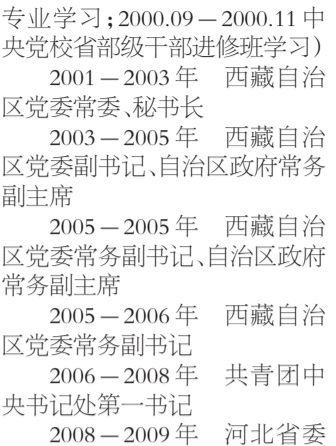 专业学习；2000.09－2000.11 中
央党校省部级干部进修班学习）
2001－2003 年　西藏自治
区党委常委、秘书长
2003－2005 年　西藏自治
区党委副书记、自治区政府常务
副主席
2005－2005 年　西藏自治
区党委常务副书记、自治区政府
常务副主席
2005－2006 年　西藏自治
区党委常务副书记
2006－2008 年　共青团中
央书记处第一书记
2008－2009 年　河北省委